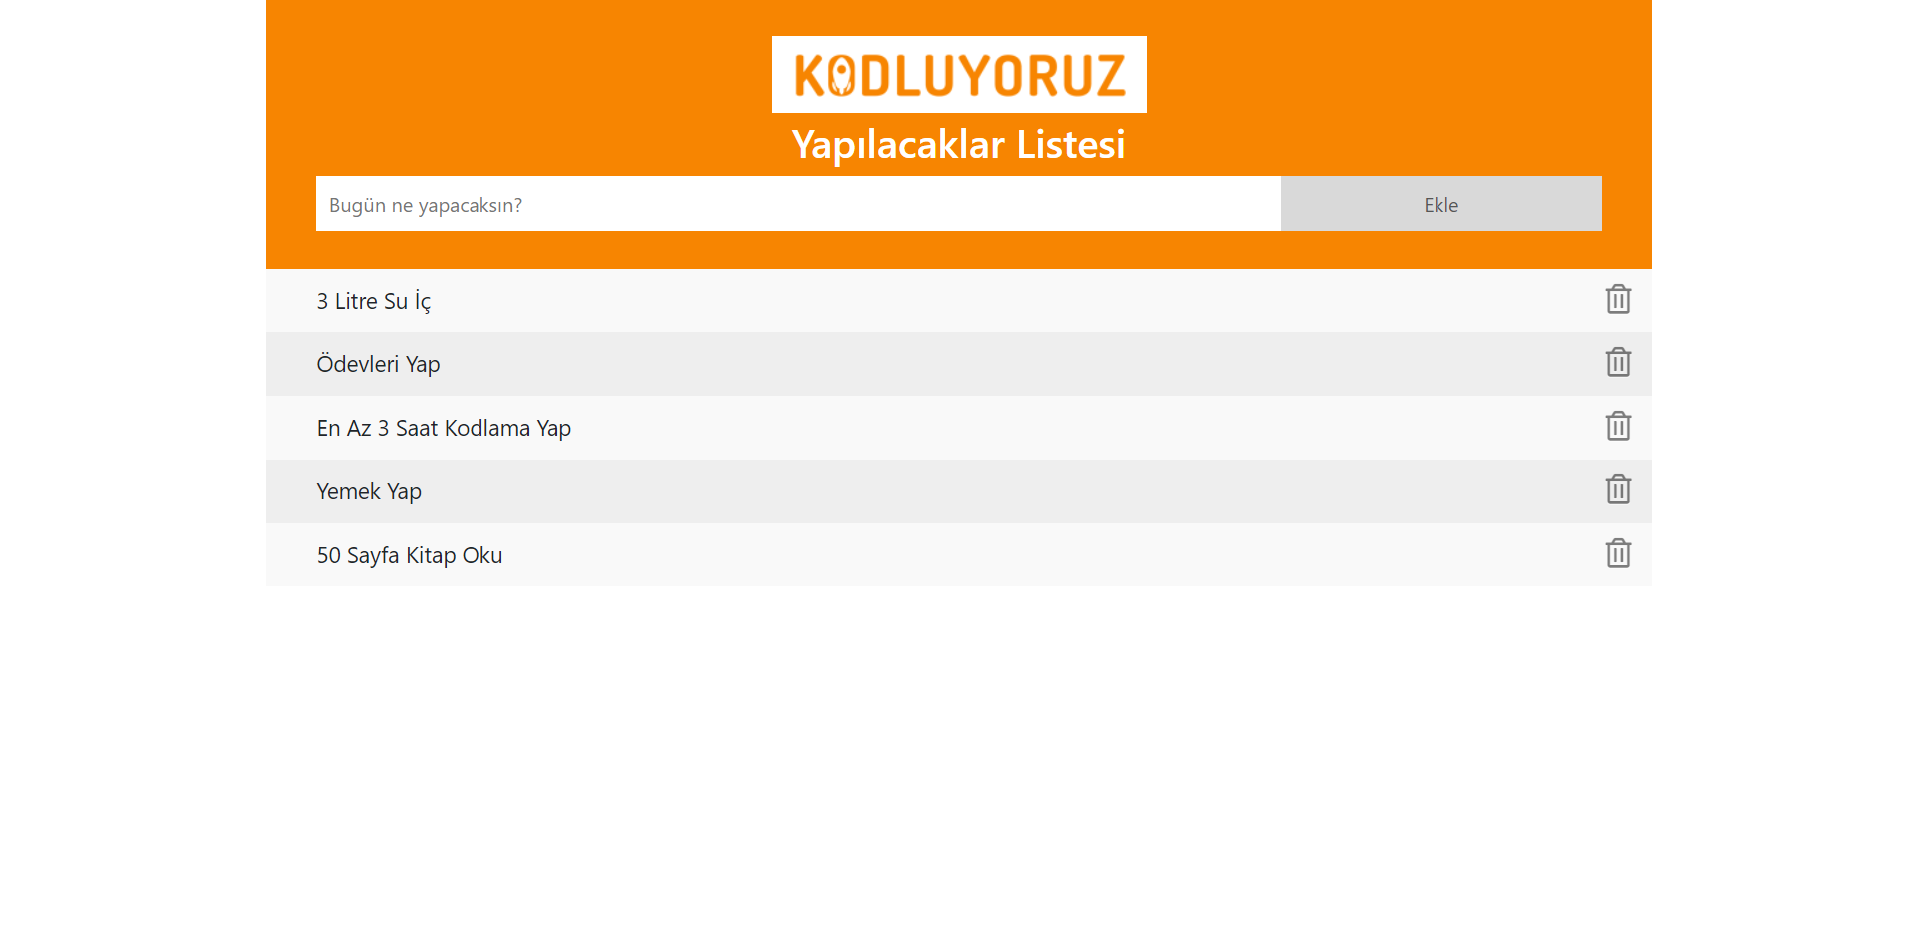 KODLUYORUZ
Yapılacaklar Listesi
Bugün ne yapacaksın?
Ekle
3 Litre Su İç
Ödevleri Yap
En Az 3 Saat Kodlama Yap
Yemek Yap
50 Sayfa Kitap Oku